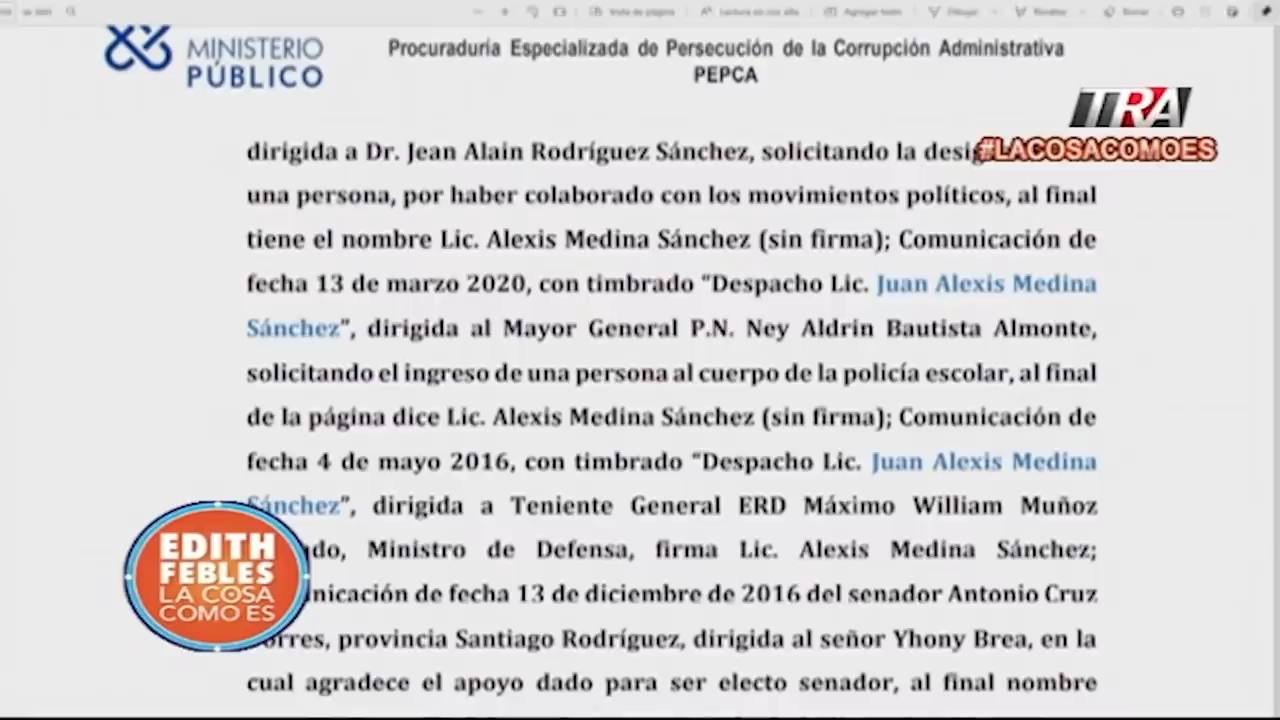 MINISTERIO
PÚBLICO
Procuraduría Especializada de Persecución de la Corrupción Administrativa
PEPCA
TRA
#LACOSACOMOES
dirigida a Dr. Jean Alain Rodríguez Sánchez, solicitando la desig
una persona, por haber colaborado con los movimientos políticos, al final
tiene el nombre Lic. Alexis Medina Sánchez (sin firma); Comunicación de
fecha 13 de marzo 2020, con timbrado “Despacho Lic. Juan Alexis Medina
Sánchez”, dirigida al Mayor General P.N. Ney Aldrin Bautista Almonte,
solicitando el ingreso de una persona al cuerpo de la policía escolar, al final
de la página dice Lic. Alexis Medina Sánchez (sin firma); Comunicación de
fecha 4 de mayo 2016, con timbrado “Despacho Lic. Juan Alexis Medina
Sánchez”, dirigida a Teniente General ERD Máximo William Muñoz
do, Ministro de Defensa, firma Lic. Alexis Medina Sánchez;
nicación de fecha 13 de diciembre de 2016 del senador Antonio Cruz
orres, provincia Santiago Rodríguez, dirigida al señor Yhony Brea, en la
cual agradece el apoyo dado para ser electo senador, al final nombre
EDITH
FEBLES
LA COSA
COMO ES